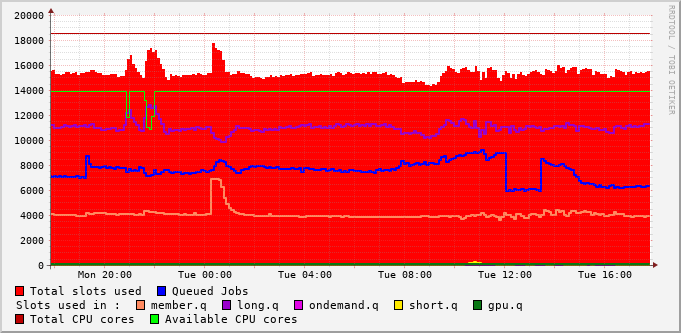 20000
18000
16000
14000
12000
10000
8000
6000
4000
2000
0
Mon 20:00 Tue 00:00 Tue 04:00 Tue 08:00 Tue 12:00 Tue 16:00
RRDTOOL / TOBI OETIKER
Total slots used Queued Jobs
Slots used in : member.q long.q ondemand.q short.q gpu.q
Total CPU cores Available CPU cores